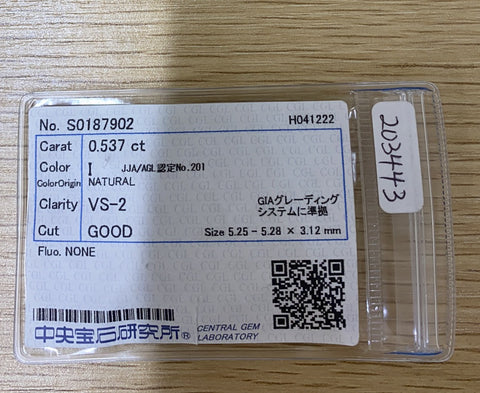 No. S0187902 H041222
Carat 0.537 ct
Color I JJA/AGL認定No.201
ColorOrigin NATURAL
Clarity VS-2 GIAグレーディング
システムに準拠
Cut GOOD Size 5.25 - 5.28 × 3.12 mm
Fluo. NONE
中央宝石研究所® CENTRAL GEM
LABORATORY
203443